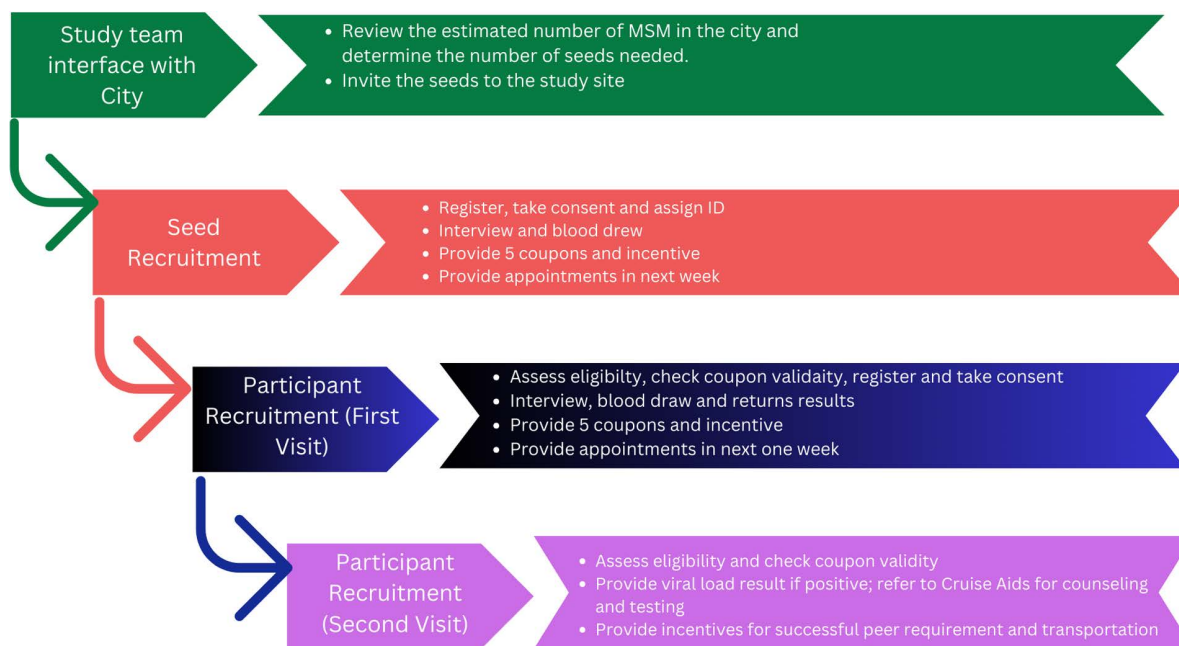 Study team
interface with
City
• Review the estimated number of MSM in the city and
determine the number of seeds needed.
• Invite the seeds to the study site
Seed
Recruitment
• Register, take consent and assign ID
• Interview and blood drew
• Provide 5 coupons and incentive
• Provide appointments in next week
Participant
Recruitment (First
Visit)
• Assess eligibilty, check coupon validaity, register and take consent
• Interview, blood draw and returns results
• Provide 5 coupons and incentive
• Provide appointments in next one week
Participant
Recruitment
(Second Visit)
• Assess eligibility and check coupon validity
• Provide viral load result if positive; refer to Cruise Aids for counseling
and testing
• Provide incentives for successful peer requirement and transportation